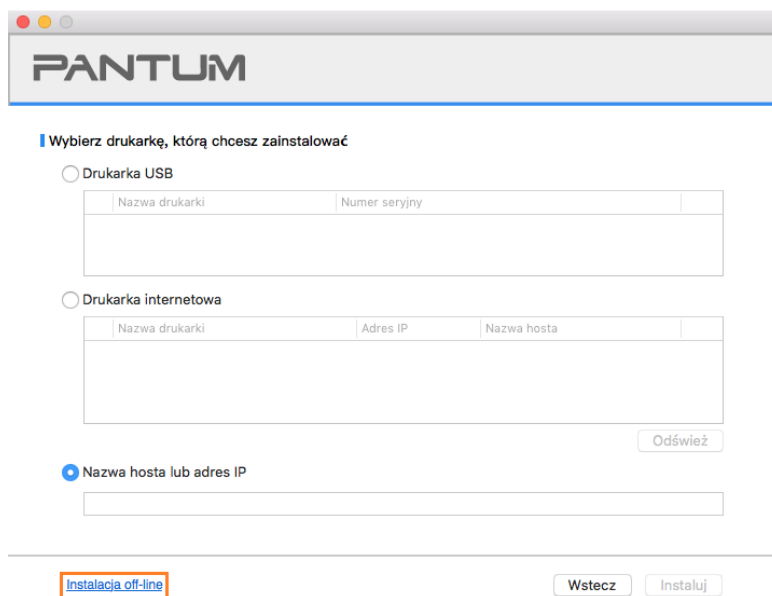 PANTUM
Wybierz drukarkę, którą chcesz zainstalować
Drukarka USB
Nazwa drukarki Numer seryjny
Drukarka internetowa
Nazwa drukarki Adres IP Nazwa hosta
Odśwież
Nazwa hosta lub adres IP
Instalacja off-line Wstecz Instaluj